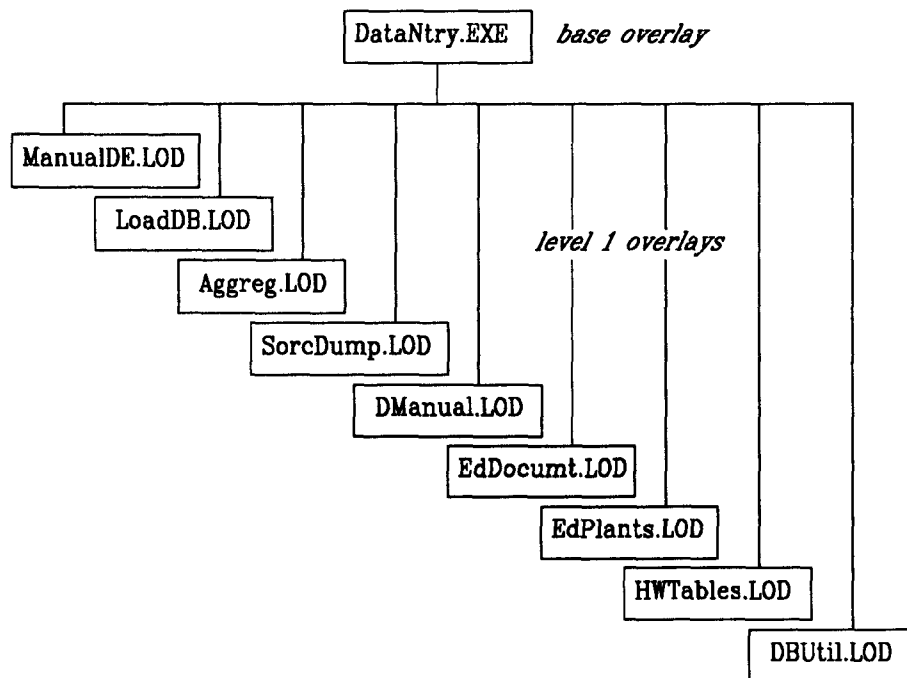 DataNtry.EXE base overlay
ManualDE.LOD
LoadDB.LOD
level 1 overlays
Aggreg.LOD
SorcDump.LOD
DManual.LOD
EdDocumt.LOD
EdPlants.LOD
HWTables.LOD
DBUtil.LOD